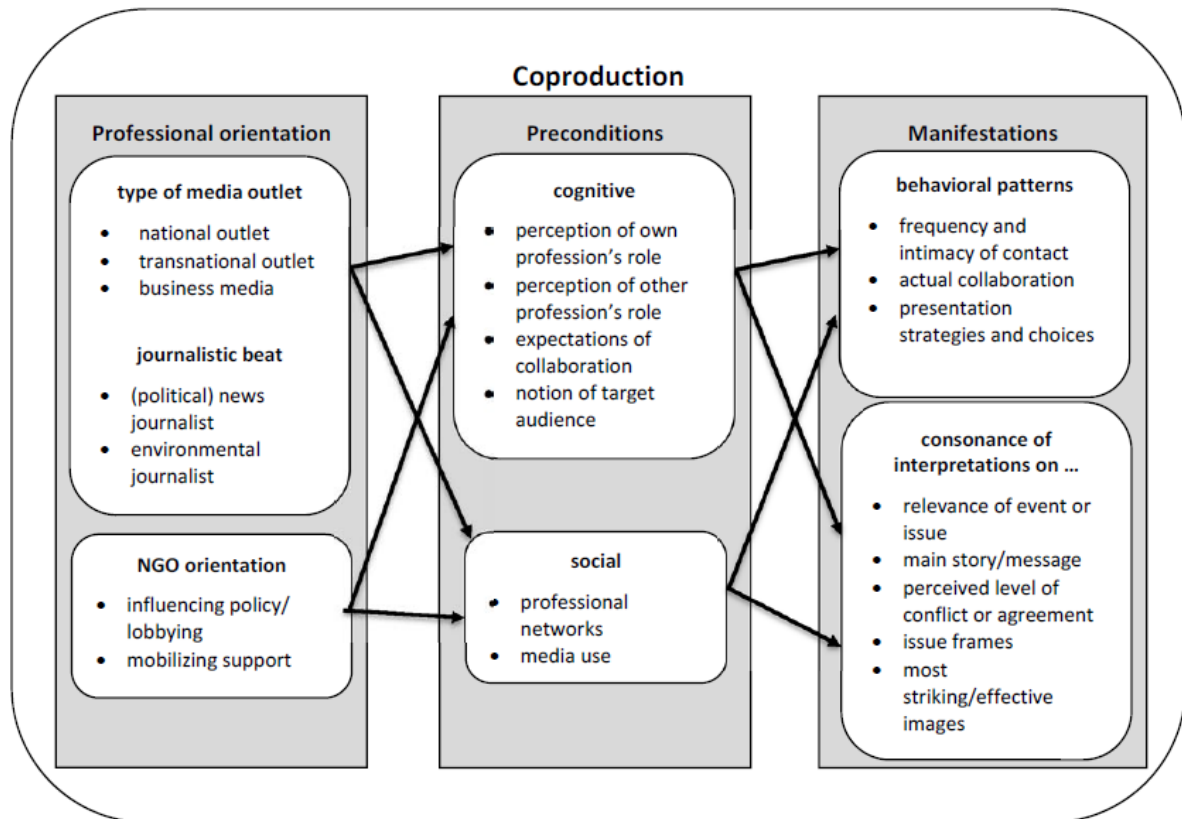 Coproduction
Professional orientation
type of media outlet
• national outlet
• transnational outlet
• business media
journalistic beat
• (political) news
journalist
• environmental
journalist
NGO orientation
• influencing policy/
lobbying
• mobilizing support
Preconditions
cognitive
• perception of own
profession’s role
• perception of other
profession’s role
• expectations of
collaboration
• notion of target
audience
social
• professional
networks
• media use
Manifestations
behavioral patterns
• frequency and
intimacy of contact
• actual collaboration
• presentation
strategies and choices
consonance of
interpretations on …
• relevance of event or
issue
• main story/message
• perceived level of
conflict or agreement
• issue frames
• most
striking/effective
images